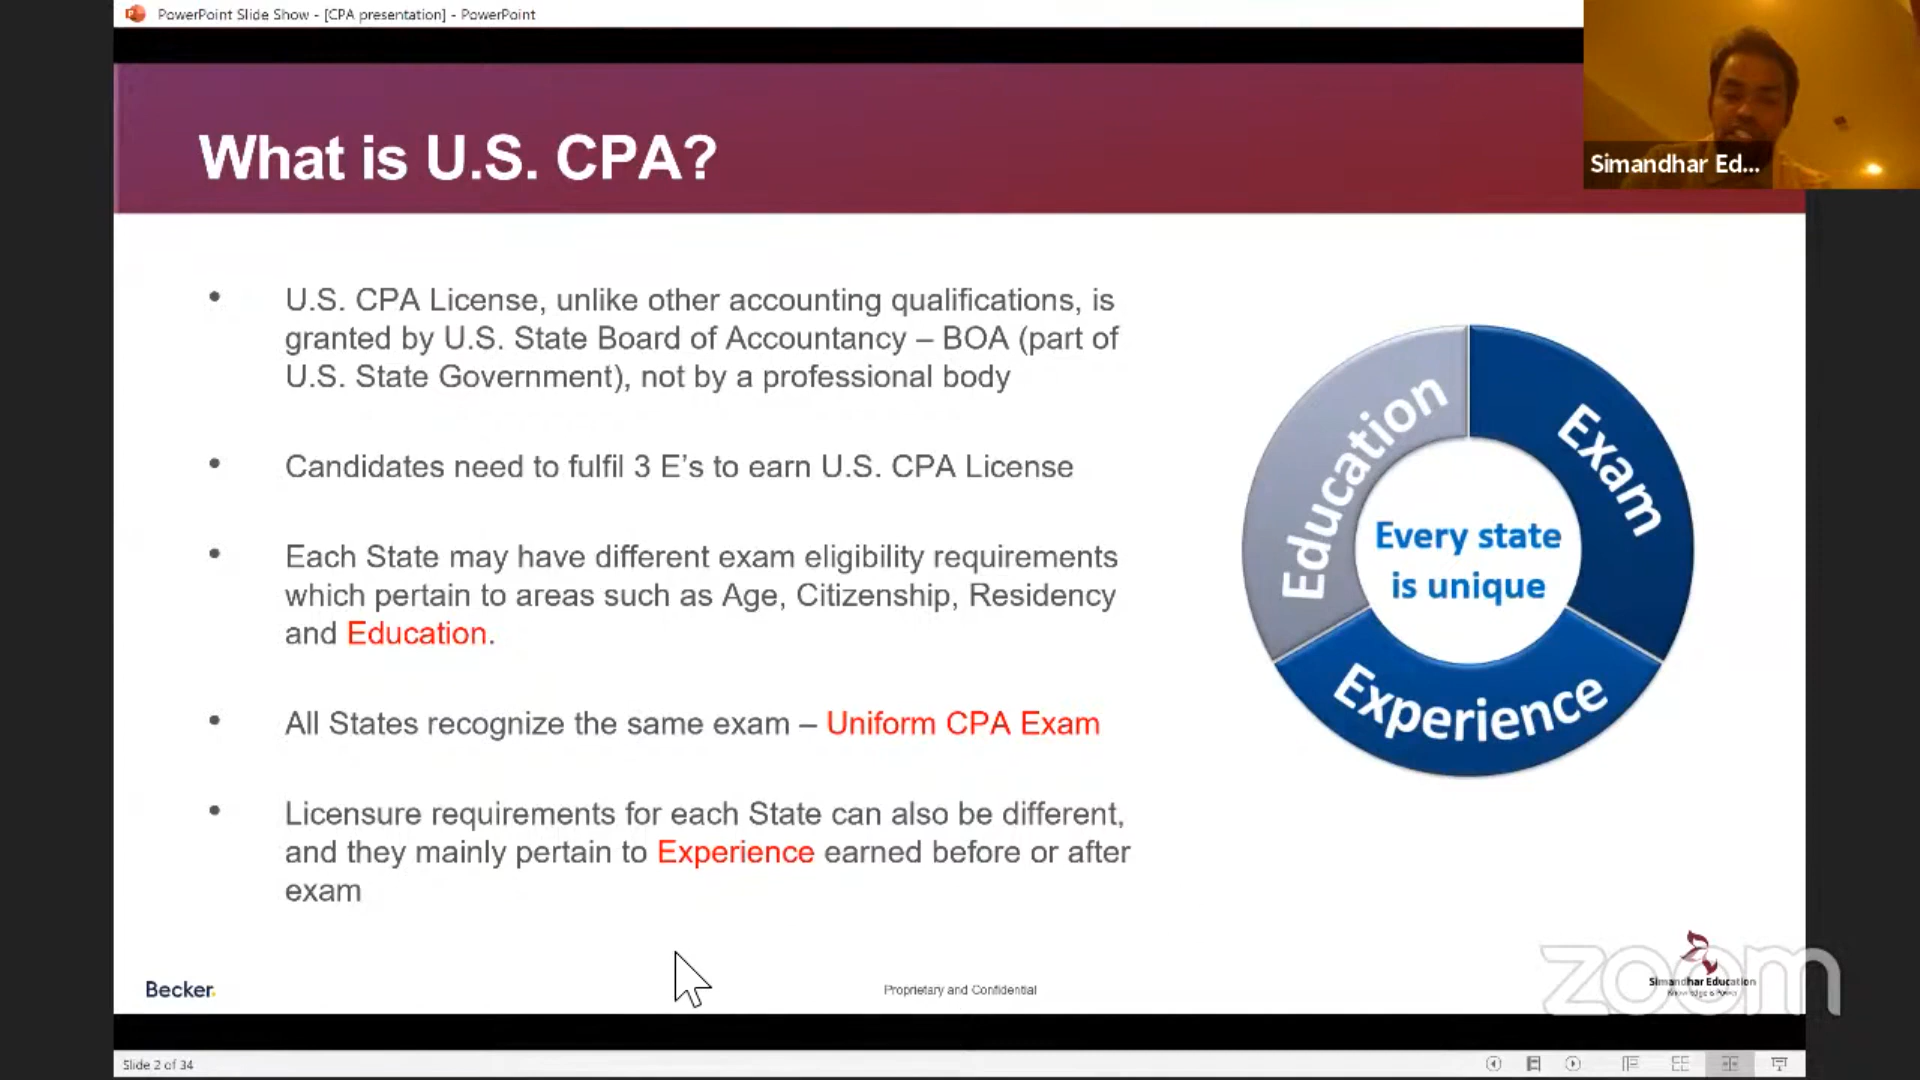 PowerPoint Slide Show - [CPA presentation] - PowerPoint
Simandhar Ed...
What is U.S. CPA?
• U.S. CPA License, unlike other accounting qualifications, is
granted by U.S. State Board of Accountancy – BOA (part of
U.S. State Government), not by a professional body
• Candidates need to fulfil 3 E’s to earn U.S. CPA License
• Each State may have different exam eligibility requirements
which pertain to areas such as Age, Citizenship, Residency
and Education.
• All States recognize the same exam – Uniform CPA Exam
• Licensure requirements for each State can also be different,
and they mainly pertain to Experience earned before or after
exam
Education
Exam
Experience
Every state
is unique
Becker.
Proprietary and Confidential
Simandhar Education
Knowledge is Power
zoom
Slide 2 of 34